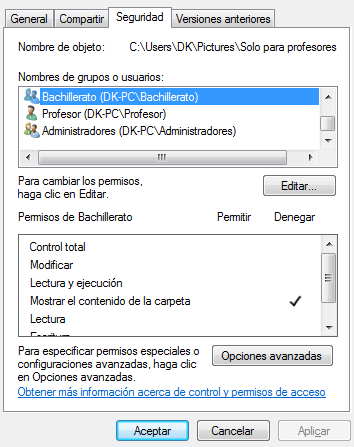 General Compartir Seguridad Versiones anteriores
Nombre de objeto: C:\Users\DK\Pictures\Solo para profesores
Nombres de grupos o usuarios:
Bachillerato (DK-PC\Bachillerato)
Profesor (DK-PC\Profesor)
Administradores (DK-PC\Administradores)
Para cambiar los permisos,
haga clic en Editar.
Editar...
Permisos de Bachillerato Permitir Denegar
Control total
Modificar
Lectura y ejecución
Mostrar el contenido de la carpeta
Lectura
Escritura
Para especificar permisos especiales o
configuraciones avanzadas, haga clic
en Opciones avanzadas.
Opciones avanzadas
Obtener más información acerca de control y permisos de acceso
Aceptar Cancelar Aplicar